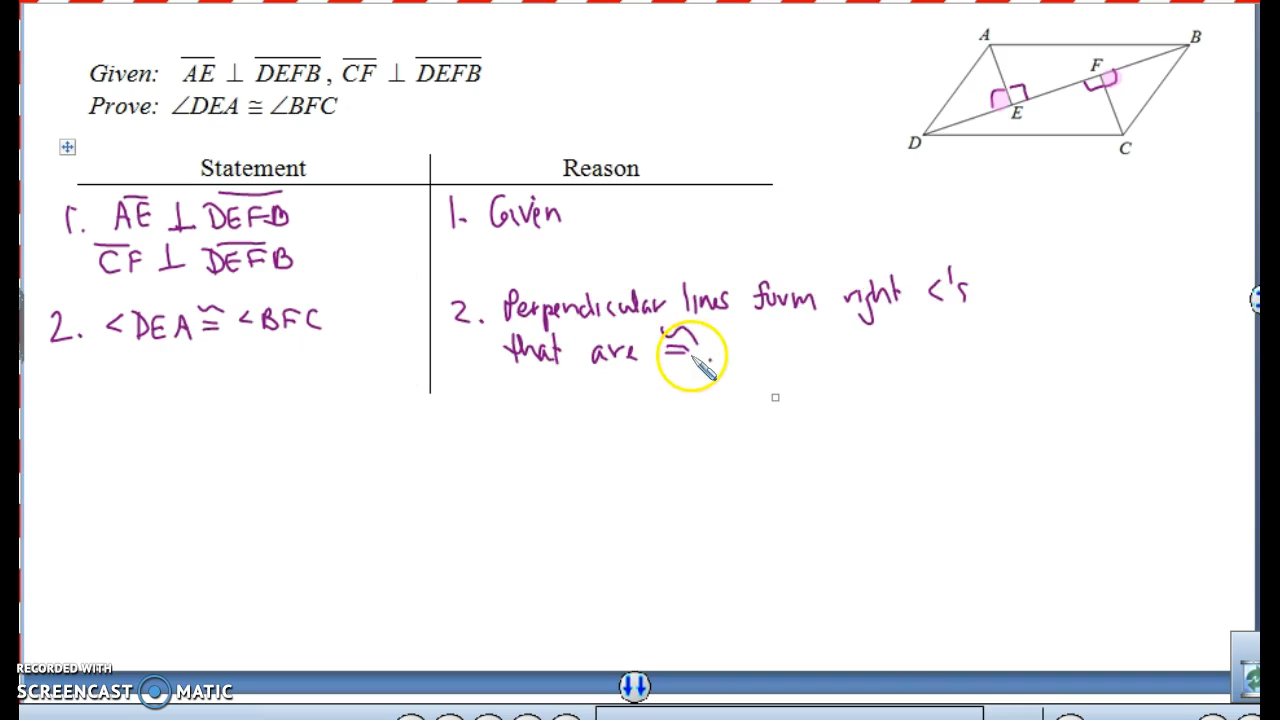 Given: AE ⊥ DEFB , CF ⊥ DEFB
Prove: ∠DEA ≅ ∠BFC
A
B
F
E
D
C
Statement
Reason
1. AE ⊥ DEFB
CF ⊥ DEFB
1. Given
2. <DEA ≅ <BFC
2. Perpendicular lines form right <'s
that are ≅.
RECORDED WITH
SCREENCAST MATIC